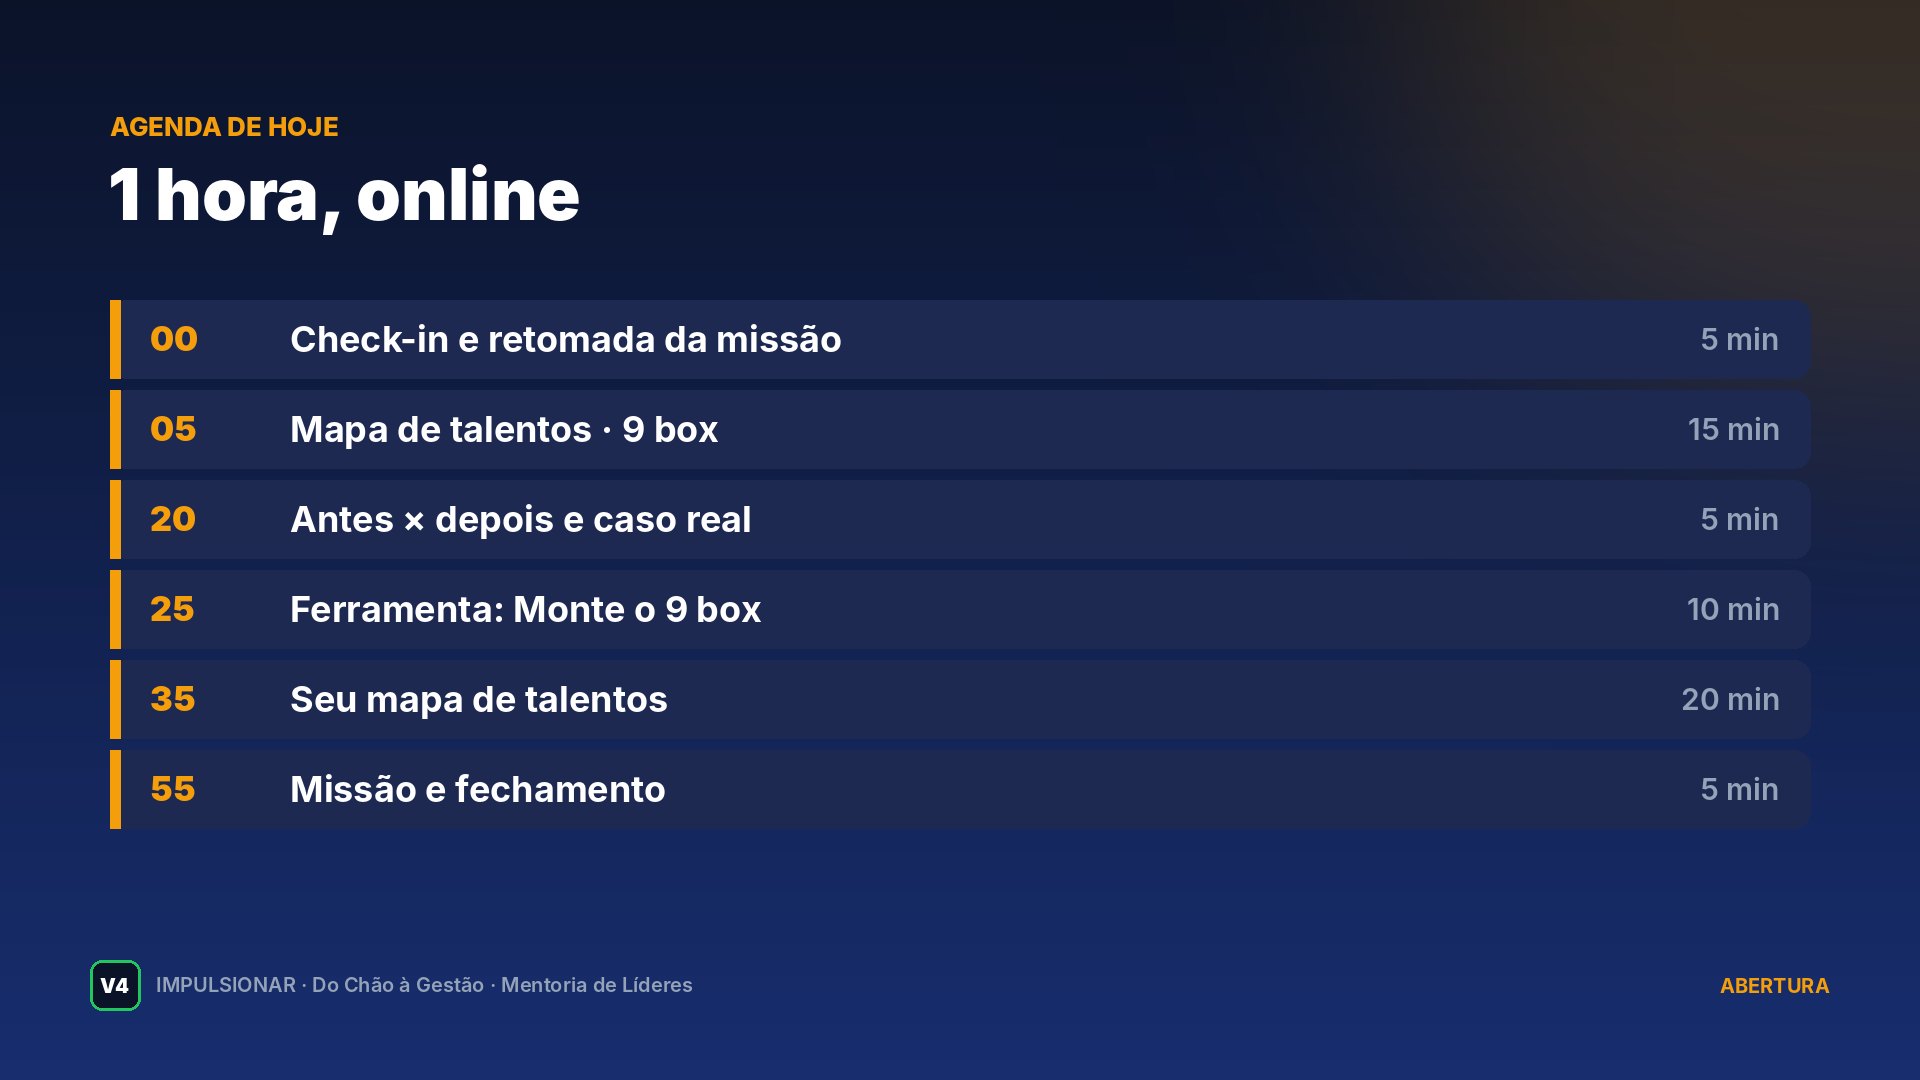 AGENDA DE HOJE
1 hora, online
00 Check-in e retomada da missão 5 min
05 Mapa de talentos · 9 box 15 min
20 Antes × depois e caso real 5 min
25 Ferramenta: Monte o 9 box 10 min
35 Seu mapa de talentos 20 min
55 Missão e fechamento 5 min
V4 IMPULSIONAR · Do Chão à Gestão · Mentoria de Líderes ABERTURA